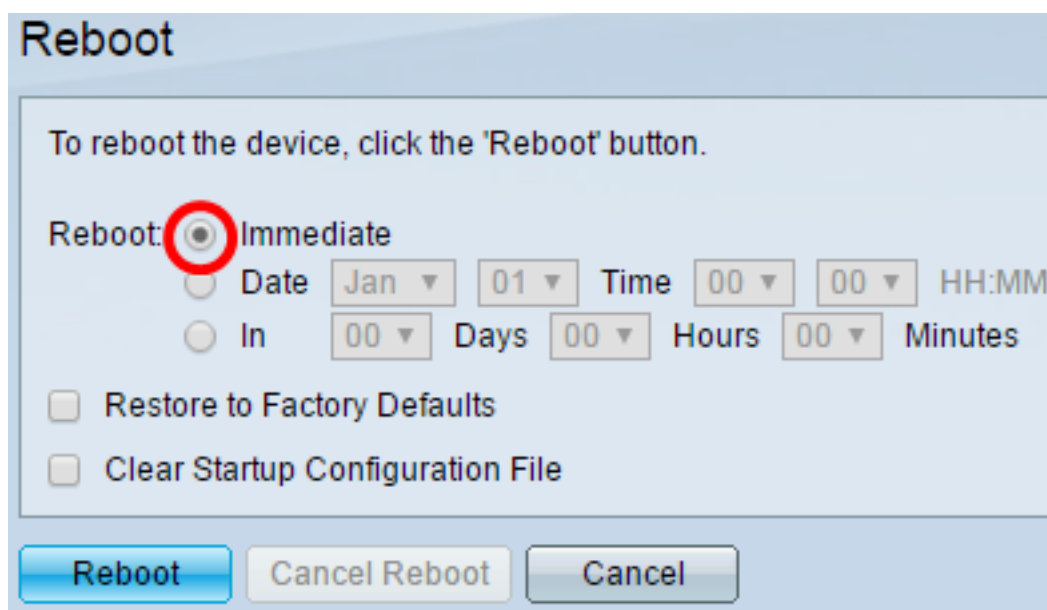 Reboot
To reboot the device, click the 'Reboot' button.
Reboot: Immediate
Date Jan 01 Time 00 00 HH:MM
In 00 Days 00 Hours 00 Minutes
Restore to Factory Defaults
Clear Startup Configuration File
Reboot Cancel Reboot Cancel